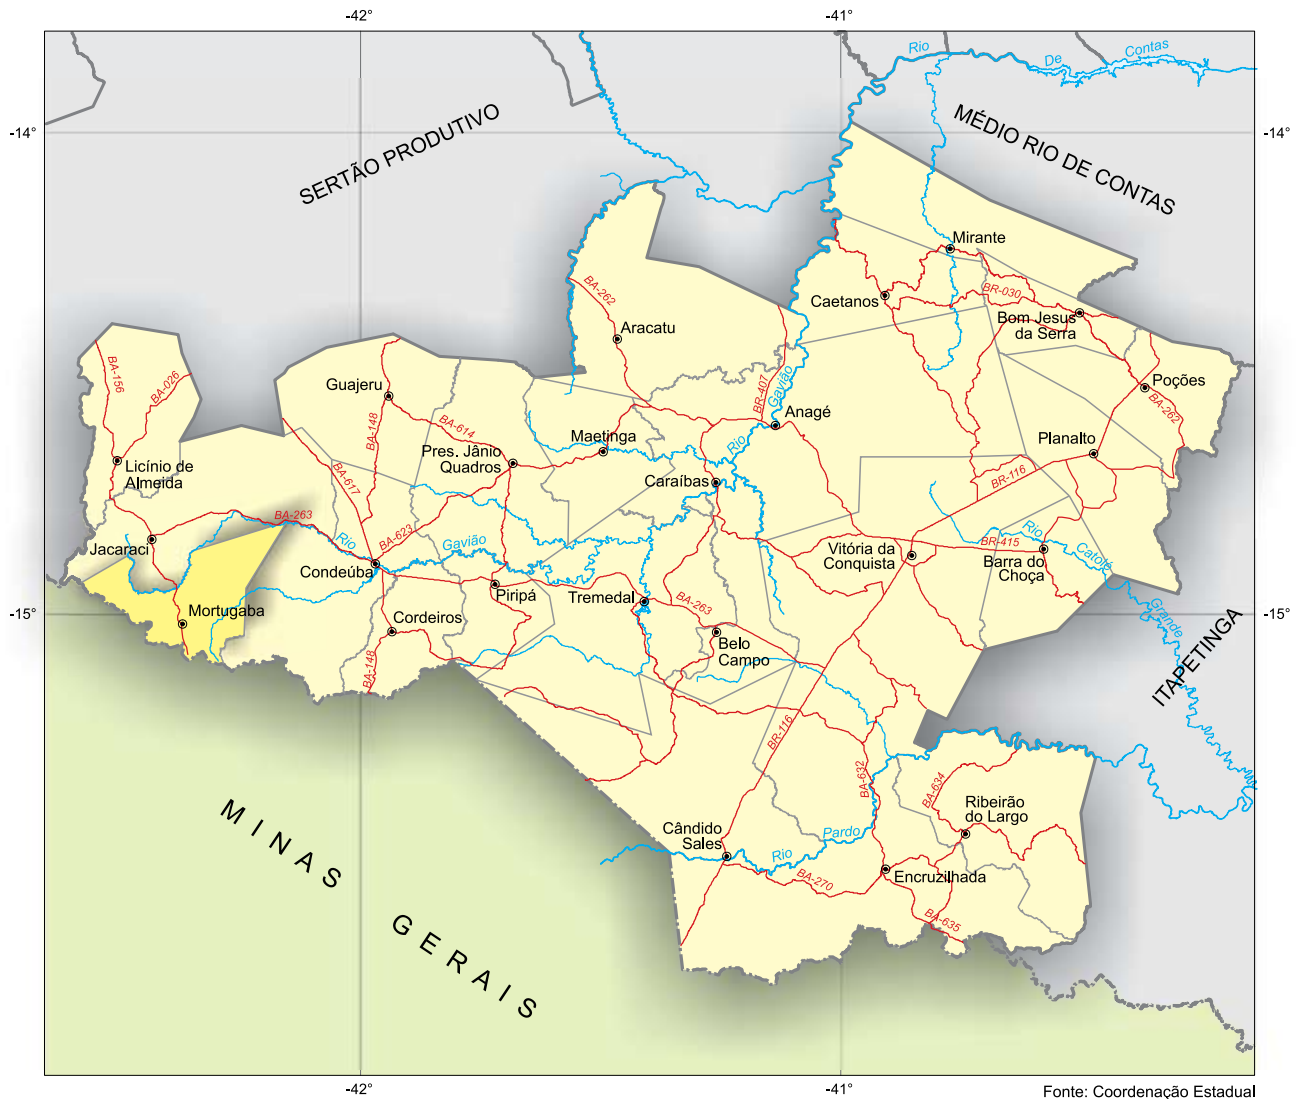 -42°
-41°
Rio
De
Contas
-14°
-14°
SERTÃO PRODUTIVO
MÉDIO RIO DE CONTAS
Mirante
BA-262
Caetanos
BR-030
Bom Jesus
da Serra
Aracatu
BA-156
BA-026
Guajeru
BA-148
BA-614
BR-407
Gavião
Poções
BA-262
Anagé
Maetinga
Rio
Planalto
Pres. Jânio
Quadros
Licínio de
Almeida
BA-617
Caraíbas
BR-116
BA-263
Rio
BA-623
Gavião
Jacaraci
Condeúba
Vitória da
Conquista
BR-415
Rio
Catolé
Barra do
Choça
Mortugaba
Cordeiros
Piripá
Tremedal
BA-263
Grande
-15°
-15°
Belo
Campo
BA-148
ITAPETINGA
BR-116
BA-632
BA-634
Ribeirão
do Largo
Cândido
Sales
Pardo
Rio
BA-270
Encruzilhada
BA-635
MINAS GERAIS
-42°
-41°
Fonte: Coordenação Estadual